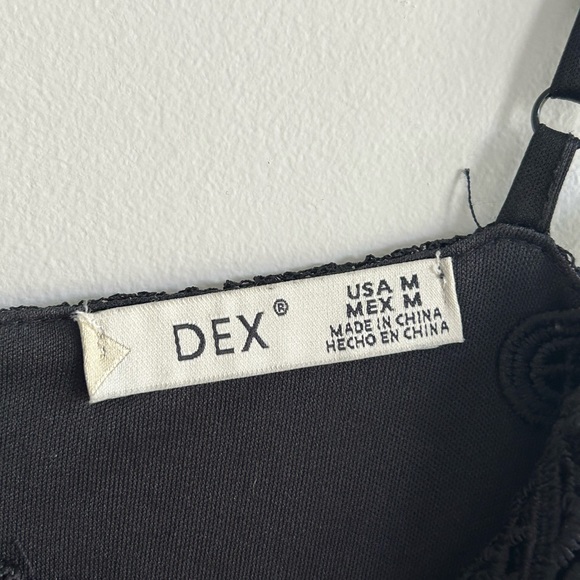 DEX®
USA M
MEX M
MADE IN CHINA
HECHO EN CHINA